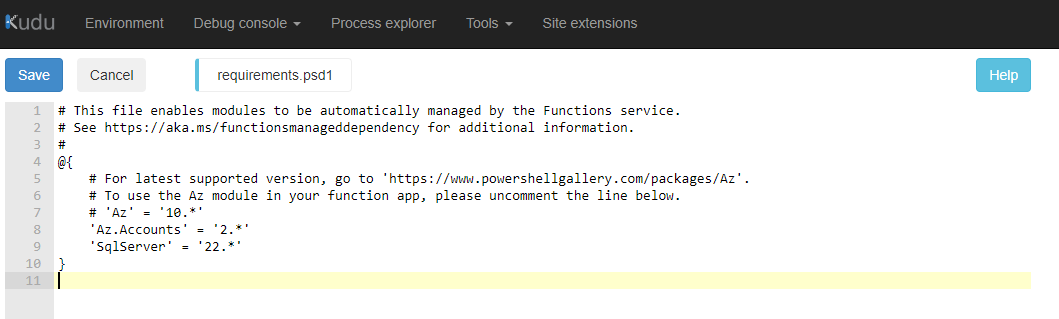 Kudu Environment Debug console Process explorer Tools Site extensions
Save Cancel requirements.psd1 Help
1 # This file enables modules to be automatically managed by the Functions service.
2 # See https://aka.ms/functionsmanageddependency for additional information.
3 #
4 @{
5 # For latest supported version, go to 'https://www.powershellgallery.com/packages/Az'.
6 # To use the Az module in your function app, please uncomment the line below.
7 # 'Az' = '10.*'
8 'Az.Accounts' = '2.*'
9 'SqlServer' = '22.*'
10 }
11